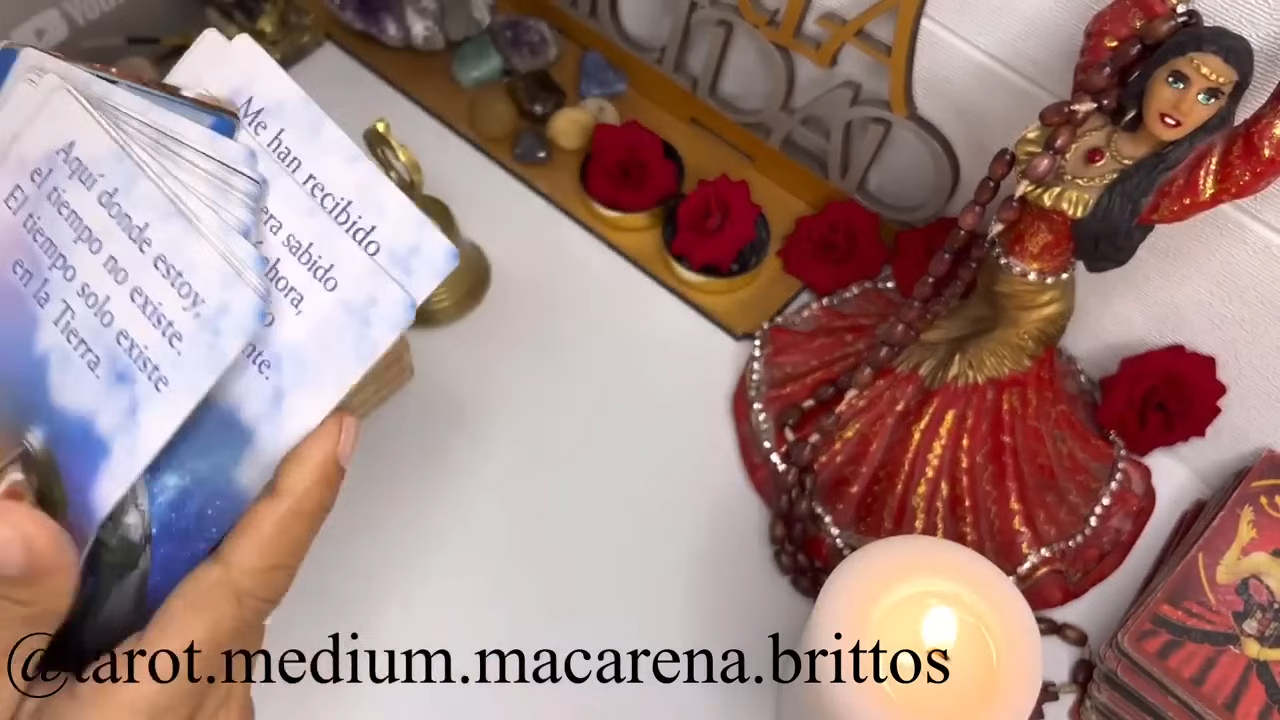 Aquí donde estoy,
el tiempo no existe.
El tiempo solo existe
en la Tierra.
Me han recibido
era sabido
hora,
nte.
@tarot.medium.macarena.brittos